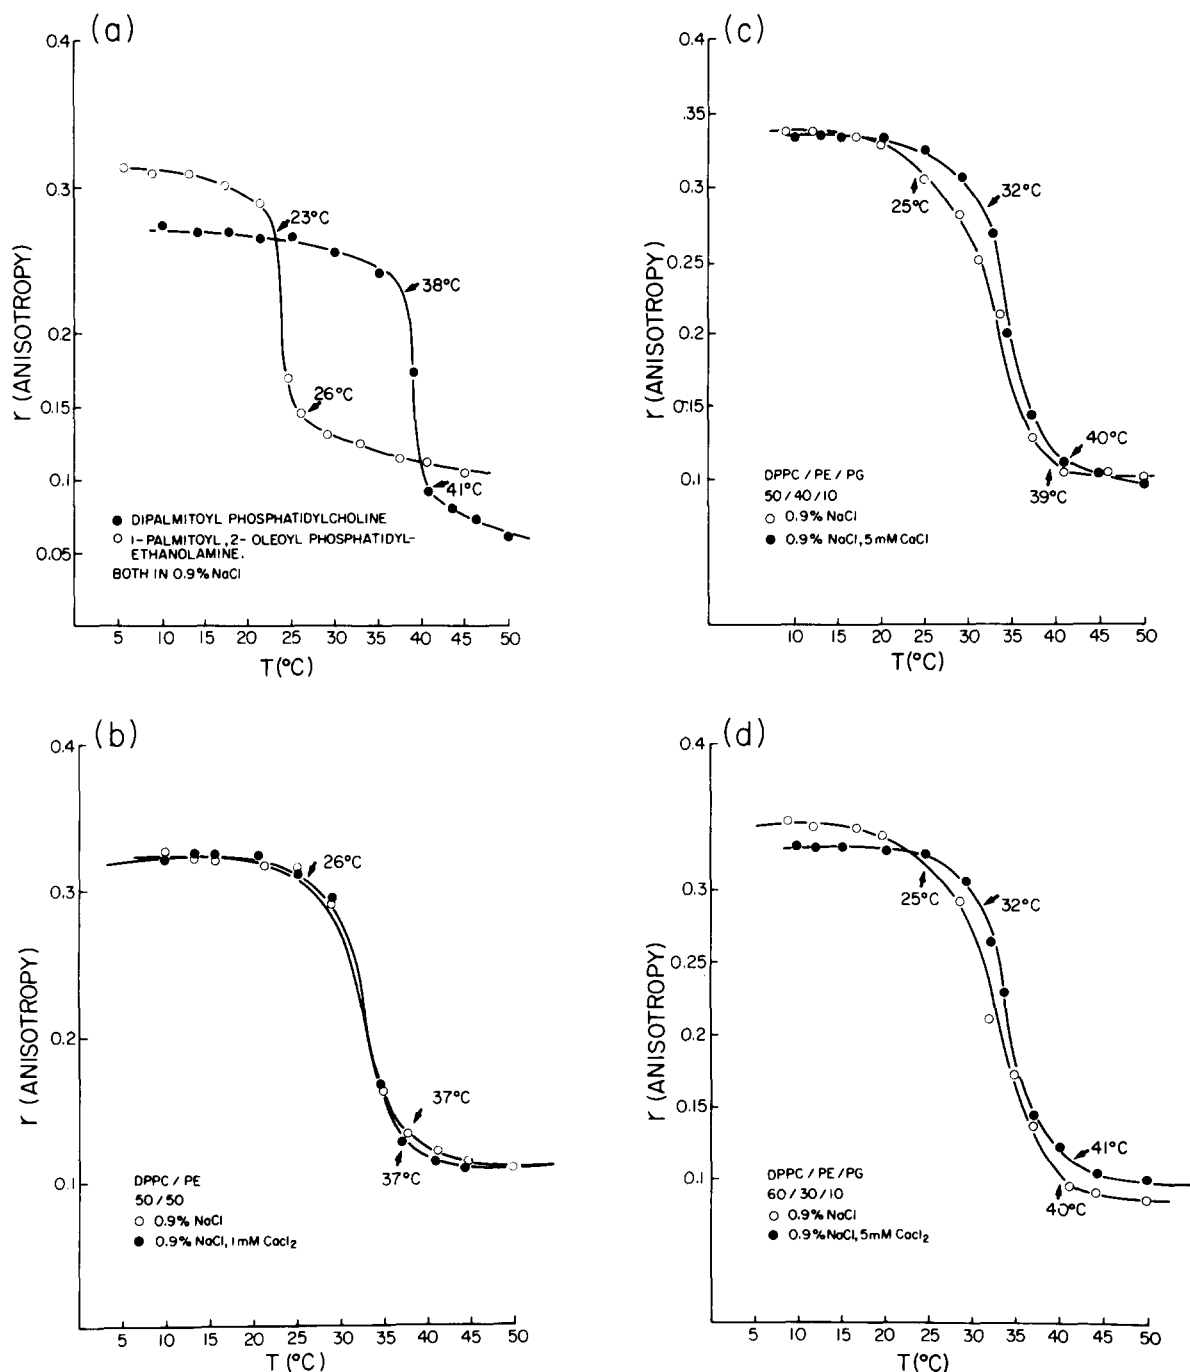 (a)
0.4
0.3
0.2
0.15
0.1
0.05
r (ANISOTROPY)
23°C
38°C
26°C
41°C
● DIPALMITOYL PHOSPHATIDYLCHOLINE
○ 1-PALMITOYL, 2-OLEOYL PHOSPHATIDYL-
ETHANOLAMINE.
BOTH IN 0.9% NaCl
5 10 15 20 25 30 35 40 45 50
T(°C)
(c)
0.4
.35
0.3
0.25
0.2
0.15
0.1
r (ANISOTROPY)
32°C
25°C
40°C
39°C
DPPC / PE / PG
50/40/10
○ 0.9% NaCl
● 0.9% NaCl, 5mM CaCl
10 15 20 25 30 35 40 45 50
T(°C)
(b)
0.4
0.3
0.2
0.1
r (ANISOTROPY)
26°C
37°C
37°C
DPPC / PE
50/50
○ 0.9% NaCl
● 0.9% NaCl, 1mM Cacl2
5 10 15 20 25 30 35 40 45 50
T(°C)
(d)
0.4
0.3
0.25
0.2
0.15
0.1
r (ANISOTROPY)
25°C
32°C
41°C
40°C
DPPC / PE / PG
60/30/10
○ 0.9% NaCl
● 0.9% NaCl, 5mM Cacl2
5 10 15 20 25 30 35 40 45 50
T(°C)